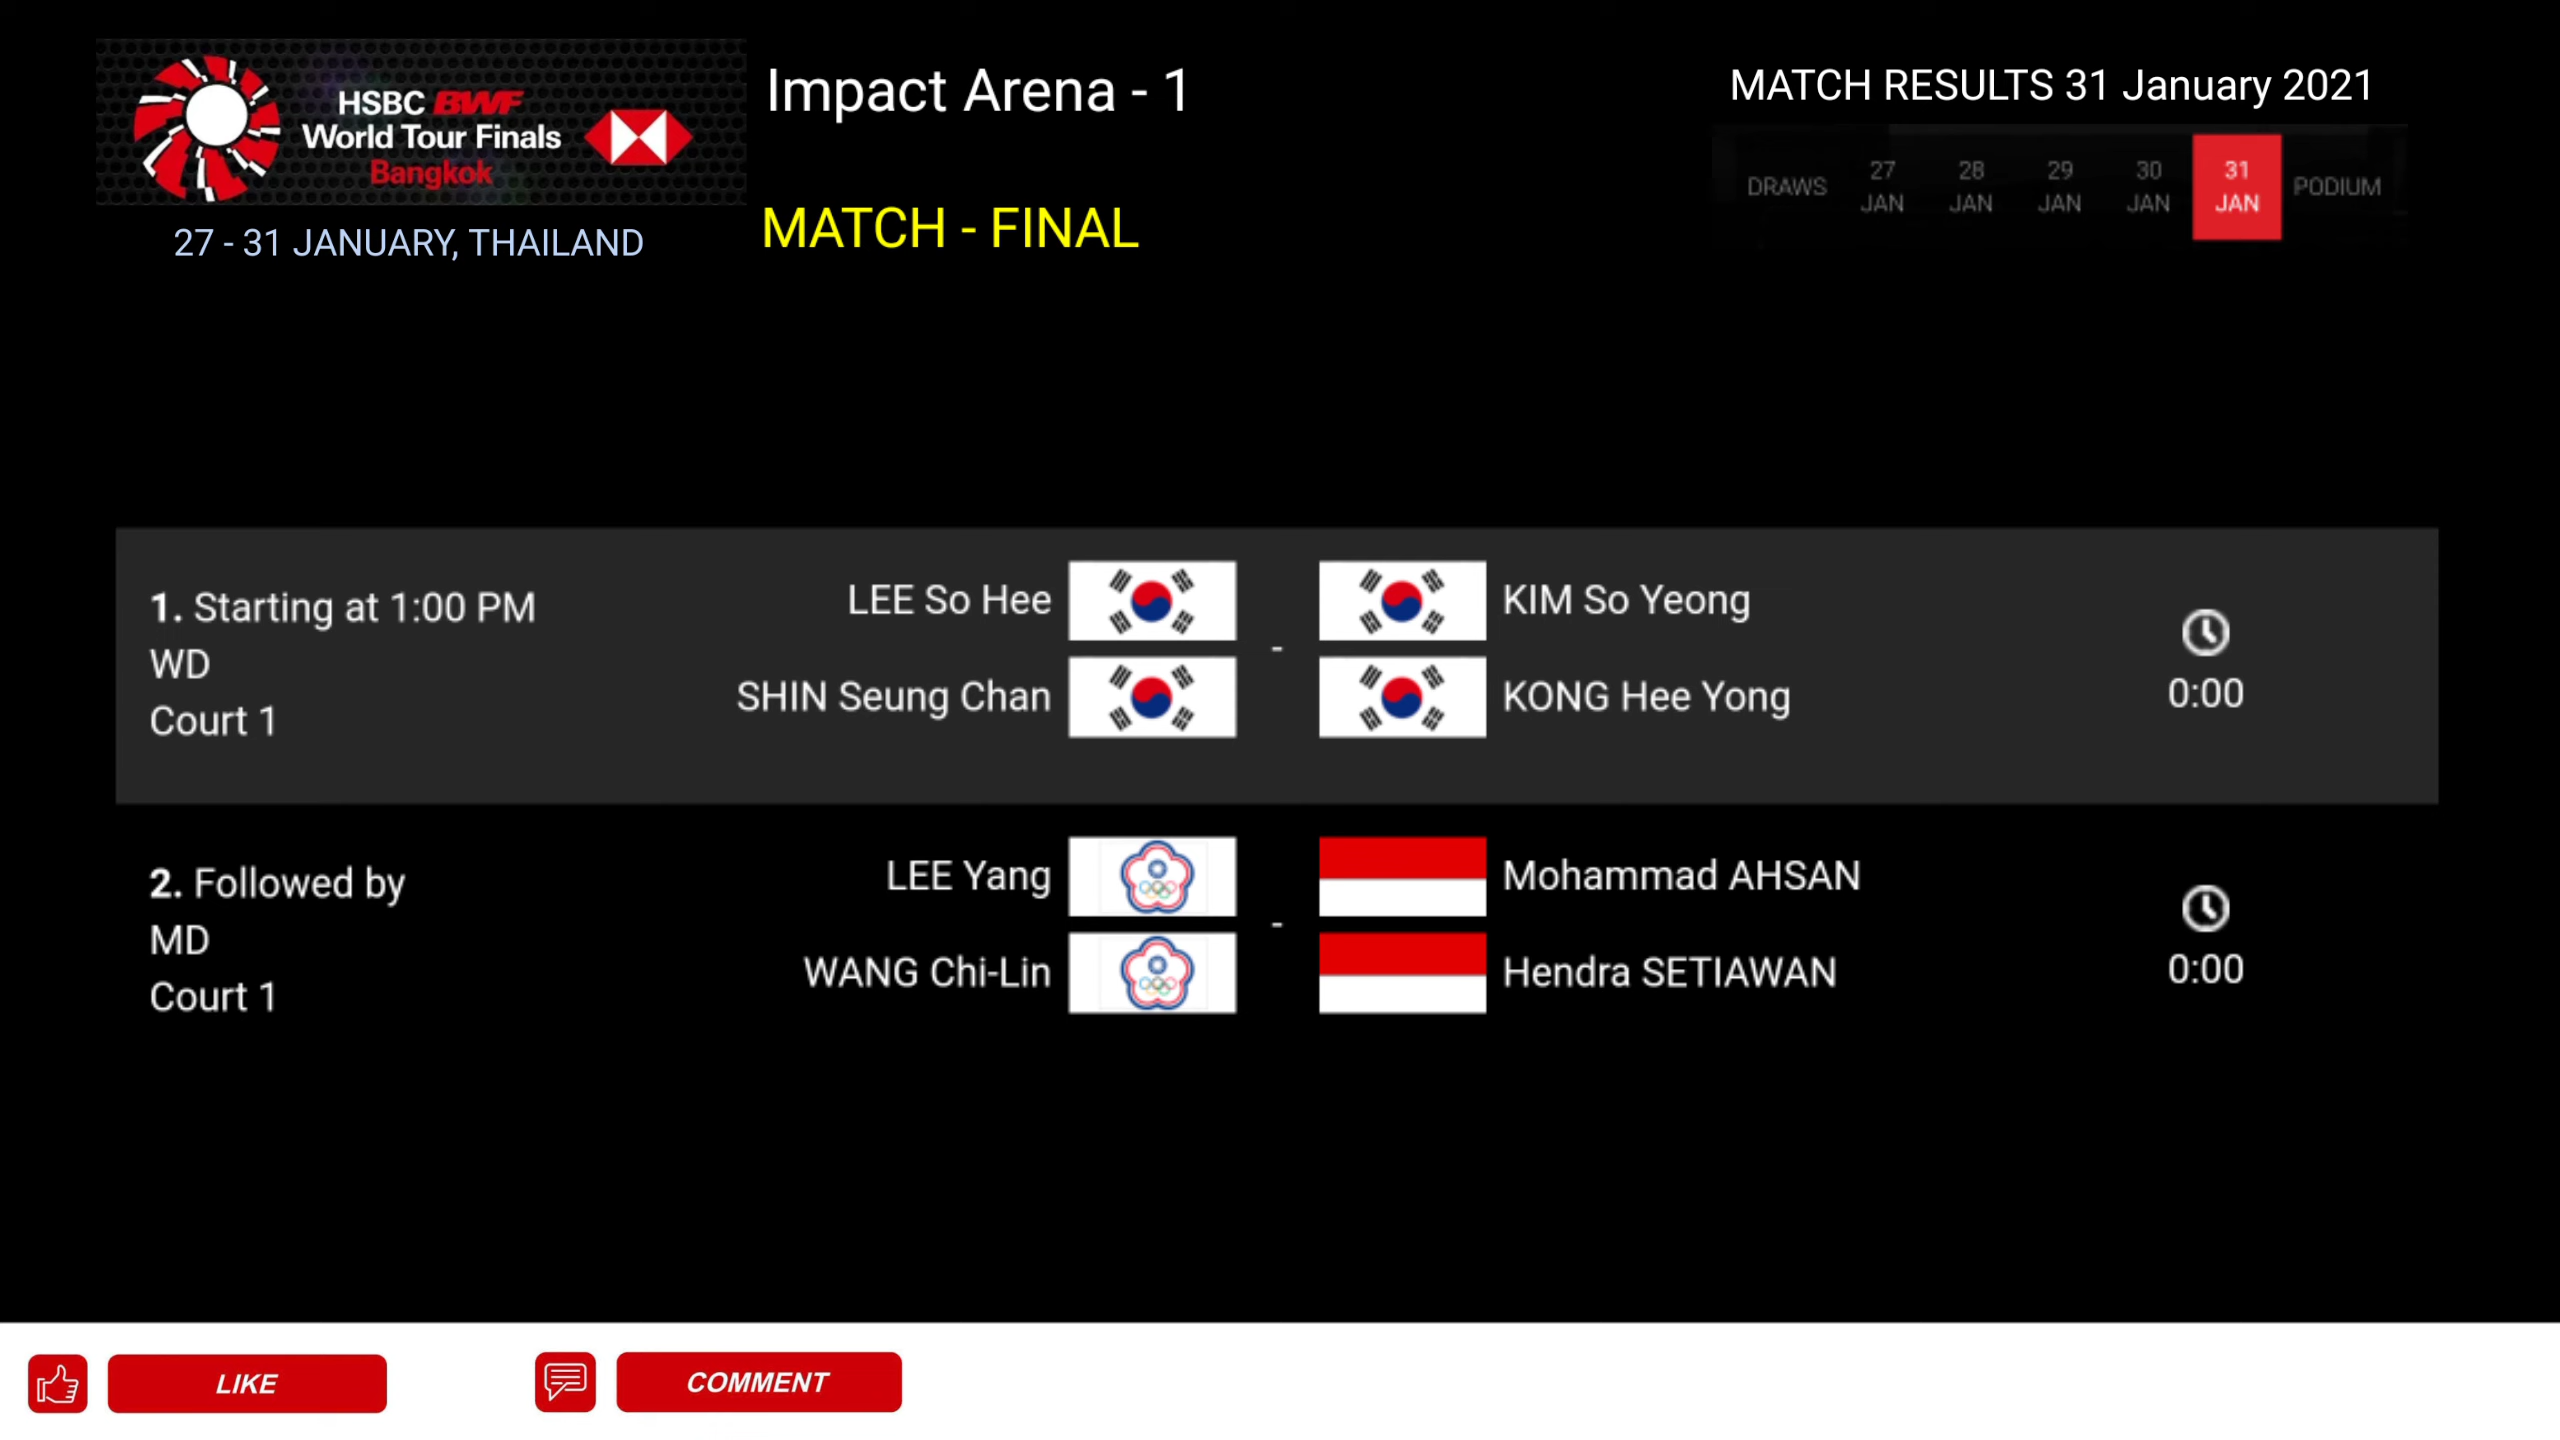 HSBC BWF
World Tour Finals
Bangkok
27 - 31 JANUARY, THAILAND
Impact Arena - 1
MATCH - FINAL
MATCH RESULTS 31 January 2021
DRAWS 27 JAN 28 JAN 29 JAN 30 JAN 31 JAN PODIUM
1. Starting at 1:00 PM
WD
Court 1
LEE So Hee - KIM So Yeong
SHIN Seung Chan KONG Hee Yong
0:00
2. Followed by
MD
Court 1
LEE Yang - Mohammad AHSAN
WANG Chi-Lin Hendra SETIAWAN
0:00
LIKE
COMMENT